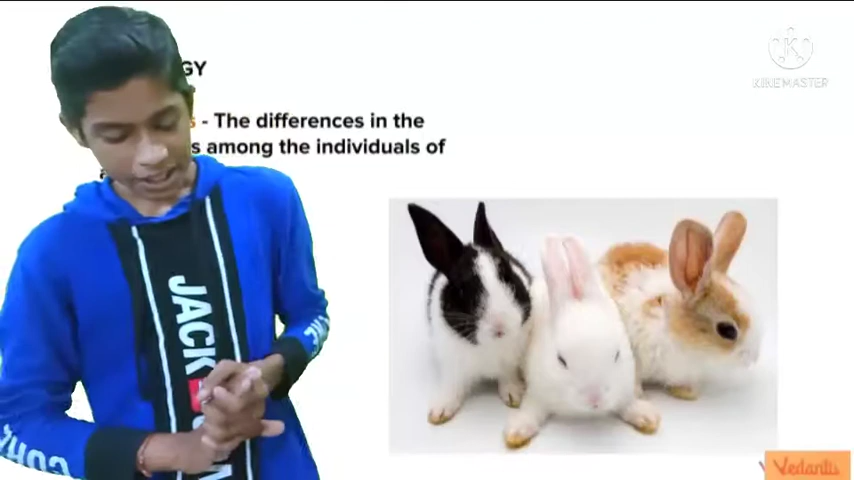 GY
- The differences in the
s among the individuals of
KINEMASTER
JACK
Vedantu